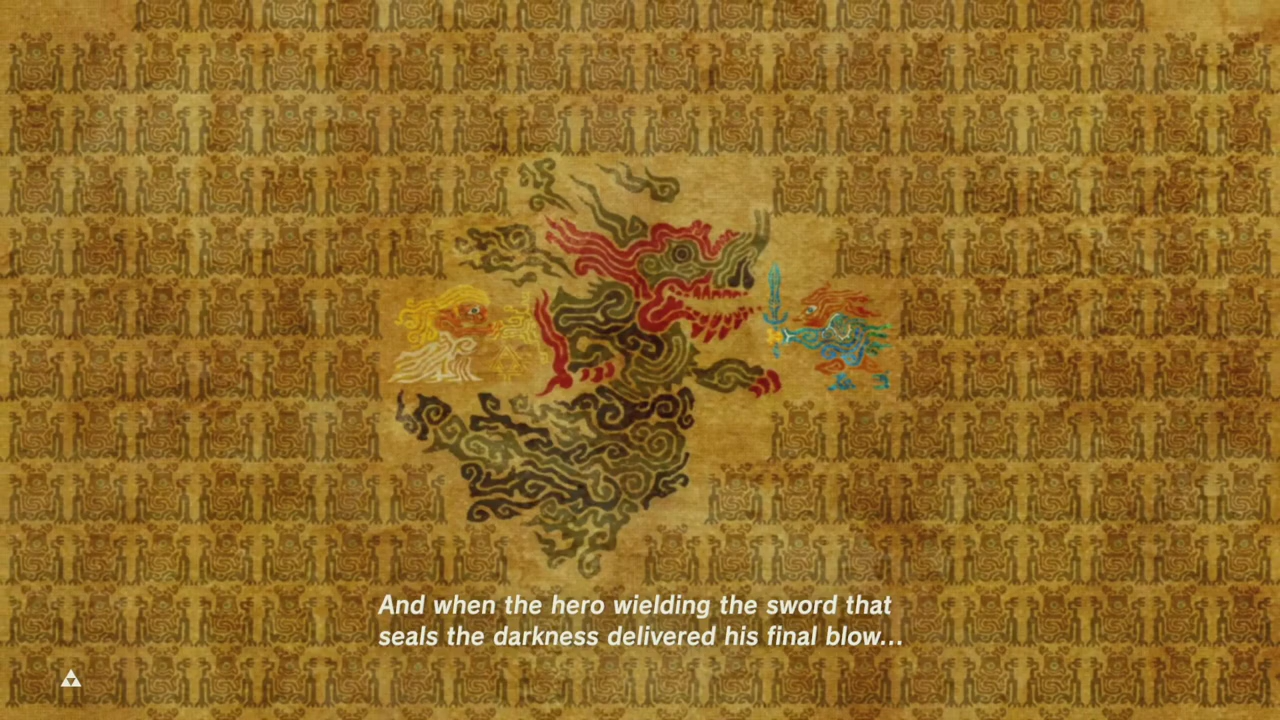 And when the hero wielding the sword that
seals the darkness delivered his final blow...